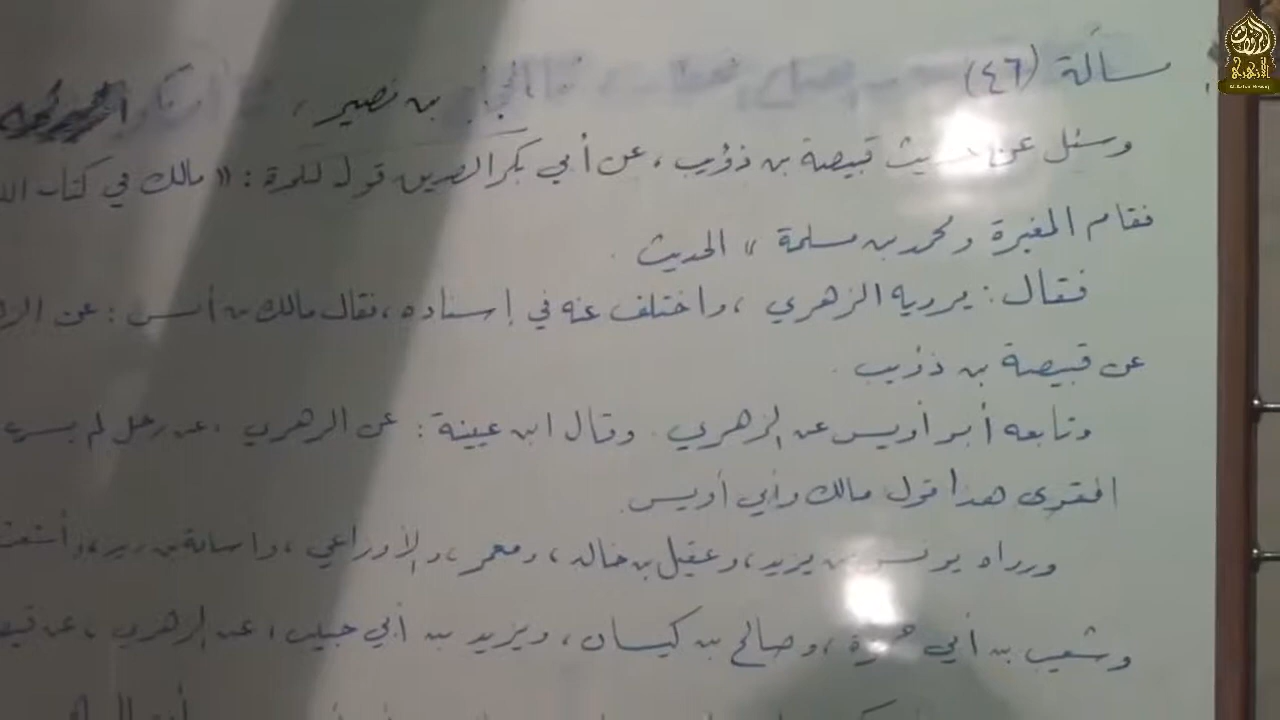 مسألة (٤٦)
بن نصير،
وسئل عن حديث قبيصة بن ذؤيب، عن أبي بكر الصديق قوله للجدة: «مالك في كتاب
فقام المغيرة ومحمد بن مسلمة» الحديث.
فقال: يرويه الزهري، واختلف عنه في إسناده، فقال مالك بن أنس: عن
عن قبيصة بن ذؤيب.
وتابعه أبو أويس عن الزهري. وقال ابن عيينة: عن الزهري، عن رجل لم
هذا قول مالك وأبي أويس.
ورواه يونس بن يزيد، وعقيل بن خالد، ومعمر، والأوزاعي، وأسامة بن زيد،
وشعيب بن أبي حمزة، وصالح بن كيسان، ويزيد بن أبي حبيب، عن الزهري، عن